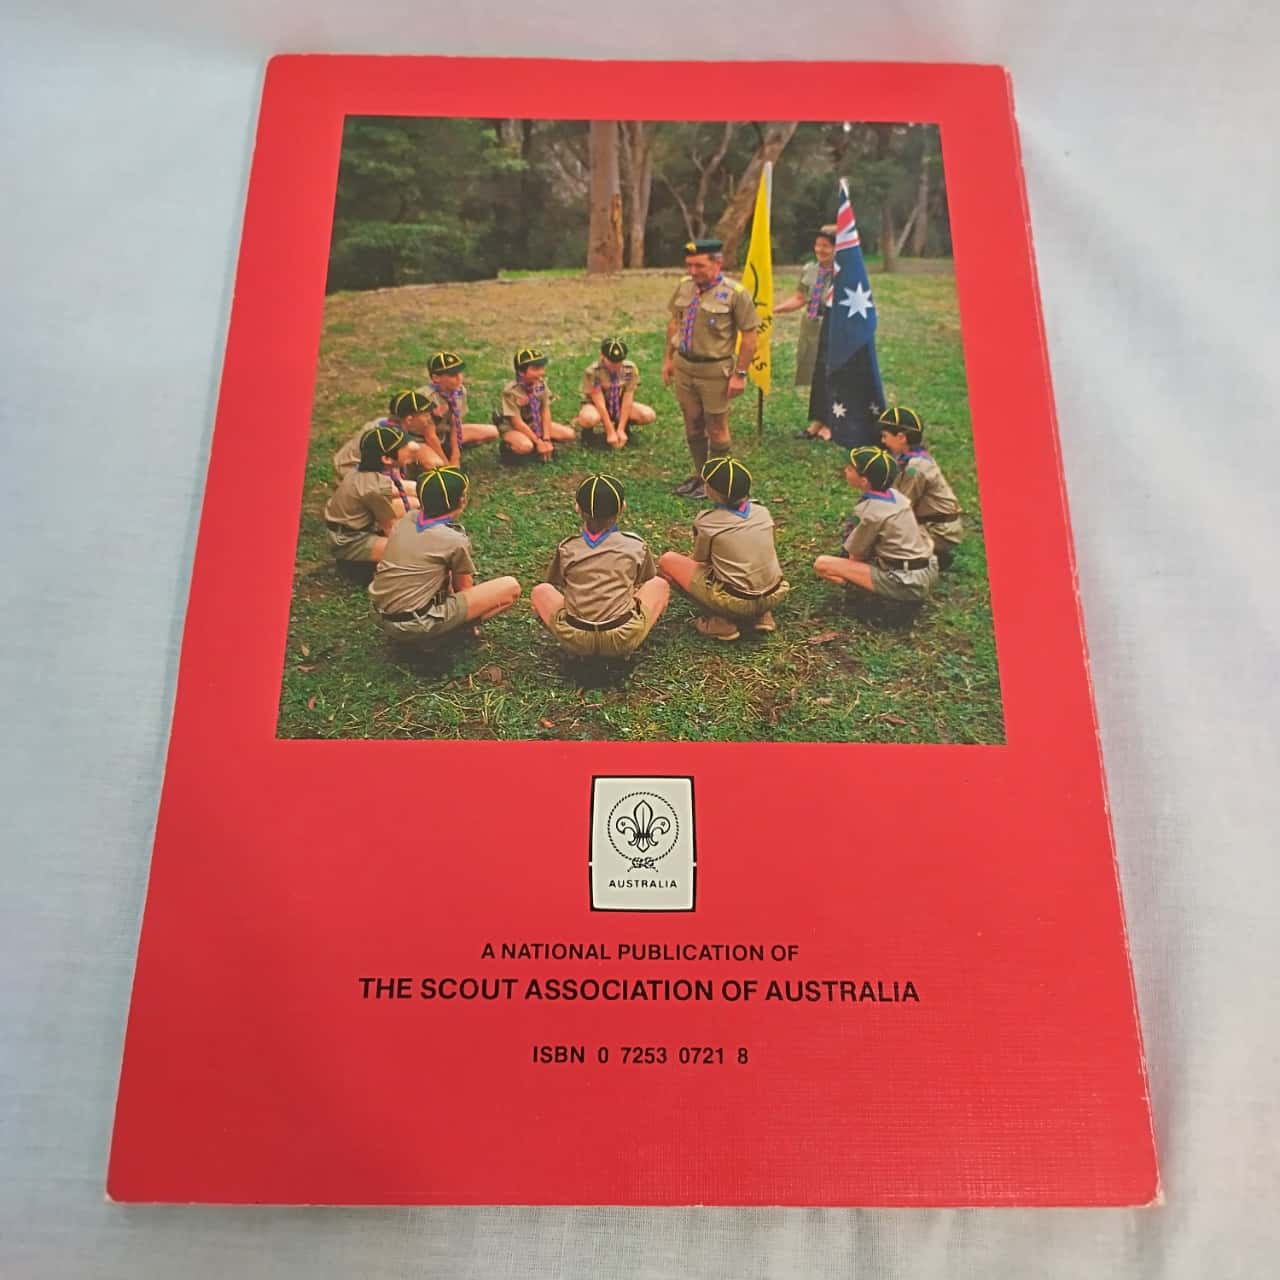 AUSTRALIA
A NATIONAL PUBLICATION OF
THE SCOUT ASSOCIATION OF AUSTRALIA
ISBN 0 7253 0721 8